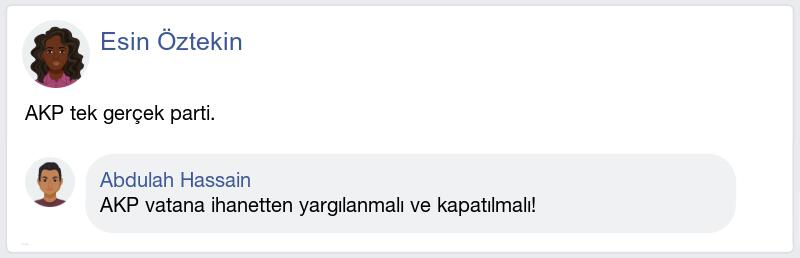 Esin Öztekin
AKP tek gerçek parti.
Abdulah Hassain
AKP vatana ihanetten yargılanmalı ve kapatılmalı!